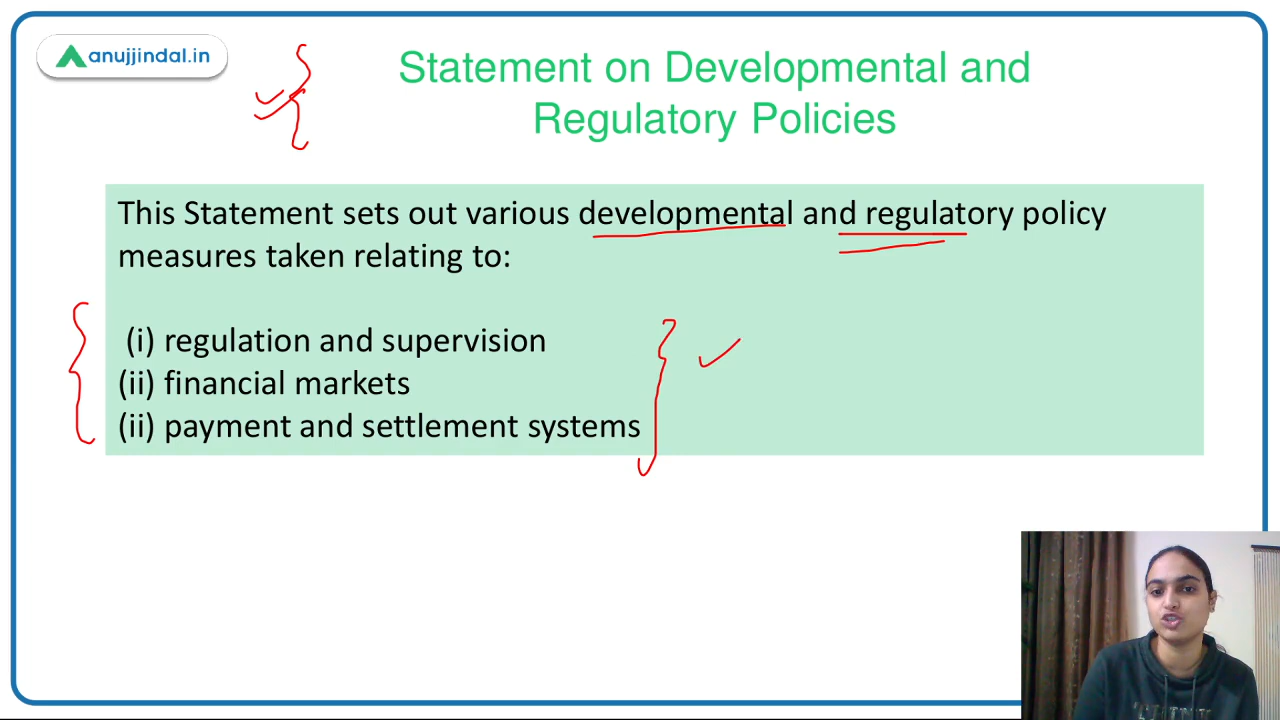 anujjindal.in
Statement on Developmental and
Regulatory Policies
This Statement sets out various developmental and regulatory policy
measures taken relating to:
(i) regulation and supervision
(ii) financial markets
(ii) payment and settlement systems